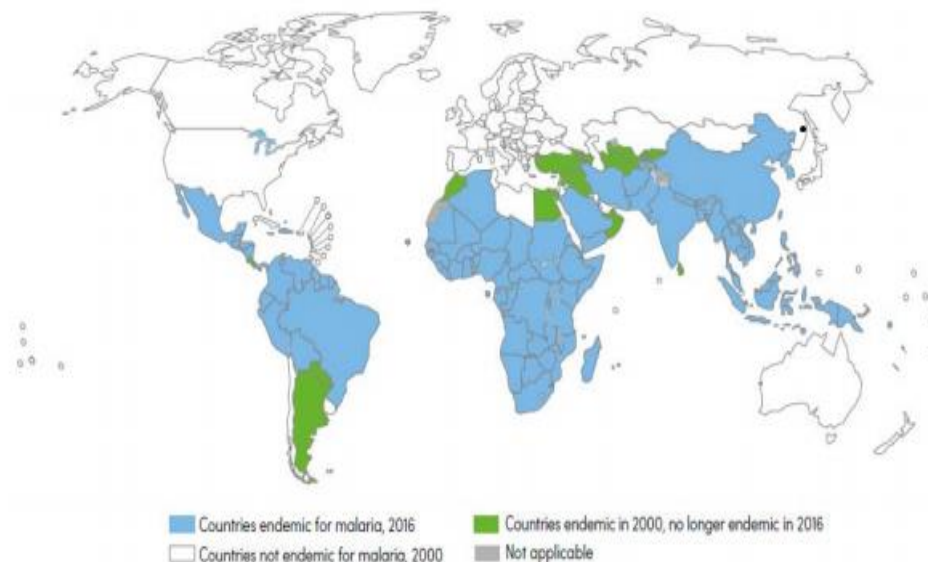 Countries endemic for malaria, 2016
Countries endemic in 2000, no longer endemic in 2016
Countries not endemic for malaria, 2000
Not applicable